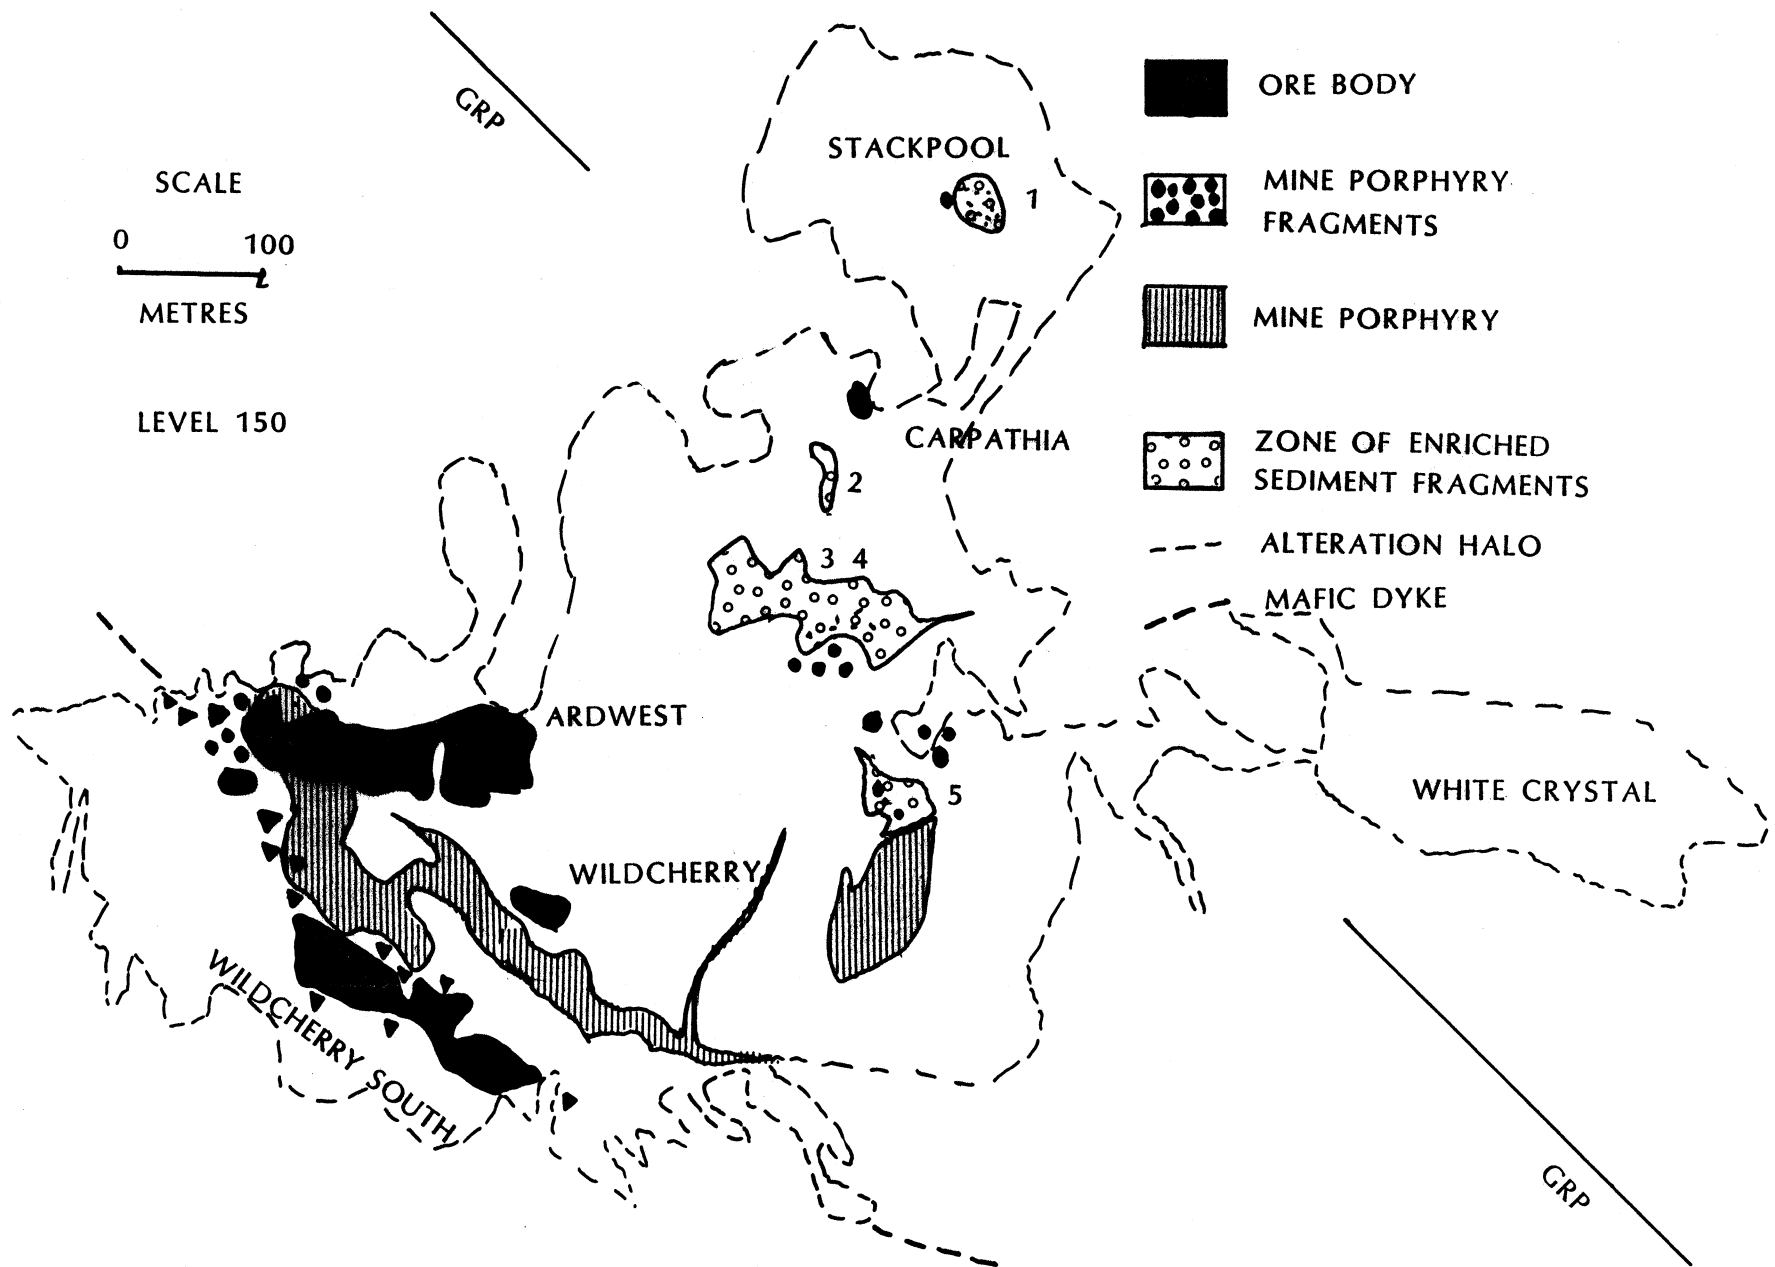 GRP
SCALE
0 100
METRES
LEVEL 150
STACKPOOL
1
CARPATHIA
2
3 4
ARDWEST
5
WILDCHERRY
WILDCHERRY SOUTH
WHITE CRYSTAL
GRP
ORE BODY
MINE PORPHYRY
FRAGMENTS
MINE PORPHYRY
ZONE OF ENRICHED
SEDIMENT FRAGMENTS
ALTERATION HALO
MAFIC DYKE